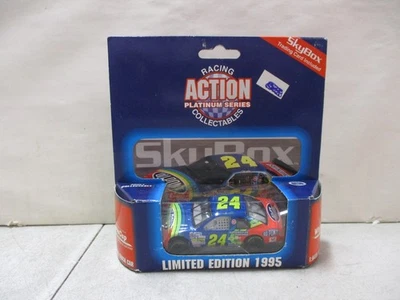 SkyBox
Trading Card Included
RACING
ACTION
PLATINUM SERIES
COLLECTABLES
SkyBox
24
24
24
LIMITED EDITION 1995